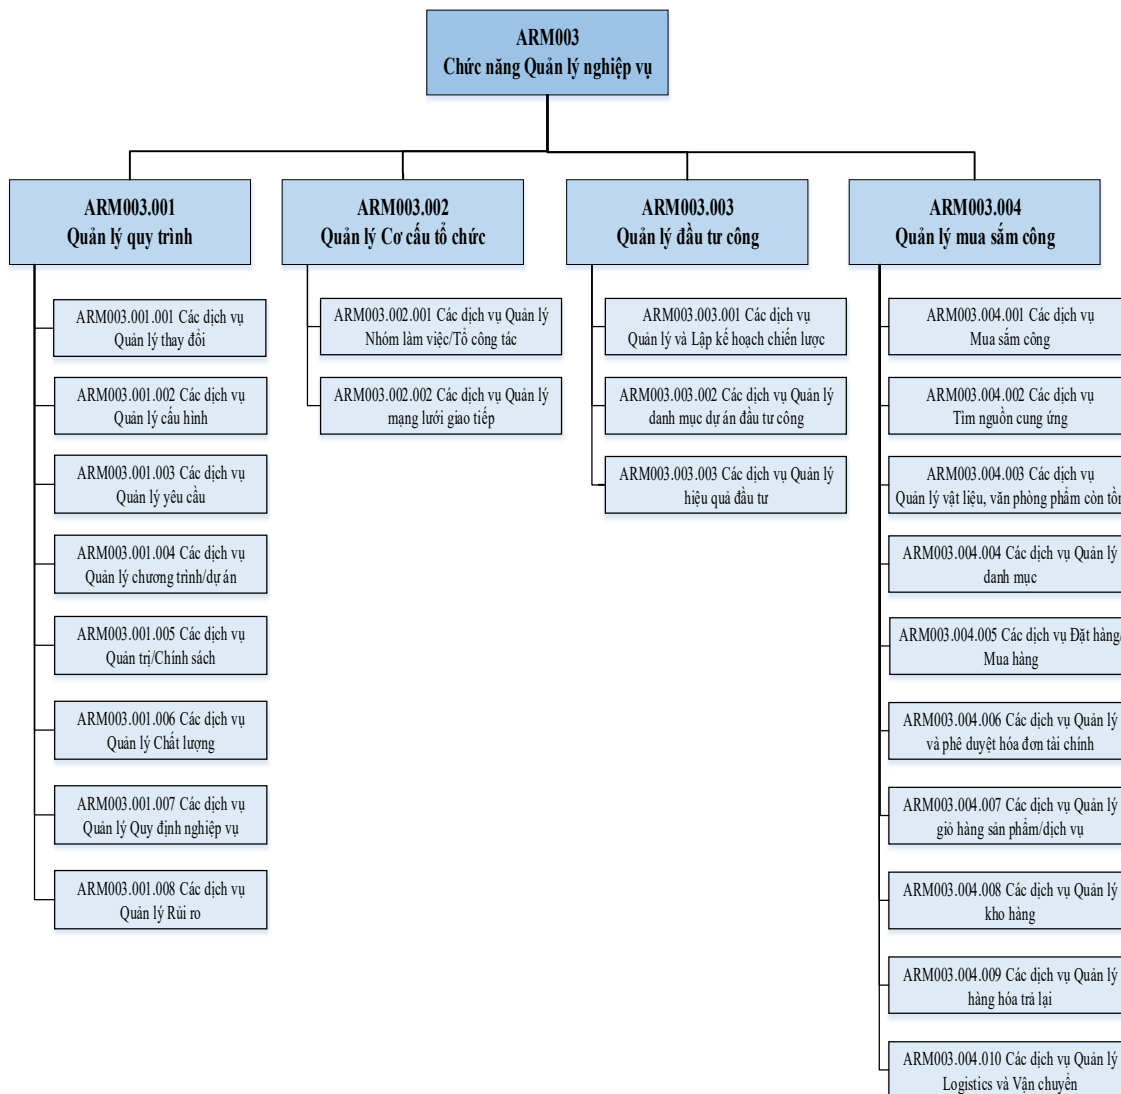 ARM003
Chức năng Quản lý nghiệp vụ
ARM003.001
Quản lý quy trình
ARM003.001.001 Các dịch vụ
Quản lý thay đổi
ARM003.001.002 Các dịch vụ
Quản lý cấu hình
ARM003.001.003 Các dịch vụ
Quản lý yêu cầu
ARM003.001.004 Các dịch vụ
Quản lý chương trình/dự án
ARM003.001.005 Các dịch vụ
Quản trị/Chính sách
ARM003.001.006 Các dịch vụ
Quản lý Chất lượng
ARM003.001.007 Các dịch vụ
Quản lý Quy định nghiệp vụ
ARM003.001.008 Các dịch vụ
Quản lý Rủi ro
ARM003.002
Quản lý Cơ cấu tổ chức
ARM003.002.001 Các dịch vụ Quản lý
Nhóm làm việc/Tổ công tác
ARM003.002.002 Các dịch vụ Quản lý
mạng lưới giao tiếp
ARM003.003
Quản lý đầu tư công
ARM003.003.001 Các dịch vụ
Quản lý và Lập kế hoạch chiến lược
ARM003.003.002 Các dịch vụ Quản lý
danh mục dự án đầu tư công
ARM003.003.003 Các dịch vụ Quản lý
hiệu quả đầu tư
ARM003.004
Quản lý mua sắm công
ARM003.004.001 Các dịch vụ
Mua sắm công
ARM003.004.002 Các dịch vụ
Tìm nguồn cung ứng
ARM003.004.003 Các dịch vụ
Quản lý vật liệu, văn phòng phẩm còn tồn
ARM003.004.004 Các dịch vụ Quản lý
danh mục
ARM003.004.005 Các dịch vụ Đặt hàng/
Mua hàng
ARM003.004.006 Các dịch vụ Quản lý
và phê duyệt hóa đơn tài chính
ARM003.004.007 Các dịch vụ Quản lý
giỏ hàng sản phẩm/dịch vụ
ARM003.004.008 Các dịch vụ Quản lý
kho hàng
ARM003.004.009 Các dịch vụ Quản lý
hàng hóa trả lại
ARM003.004.010 Các dịch vụ Quản lý
Logistics và Vận chuyển